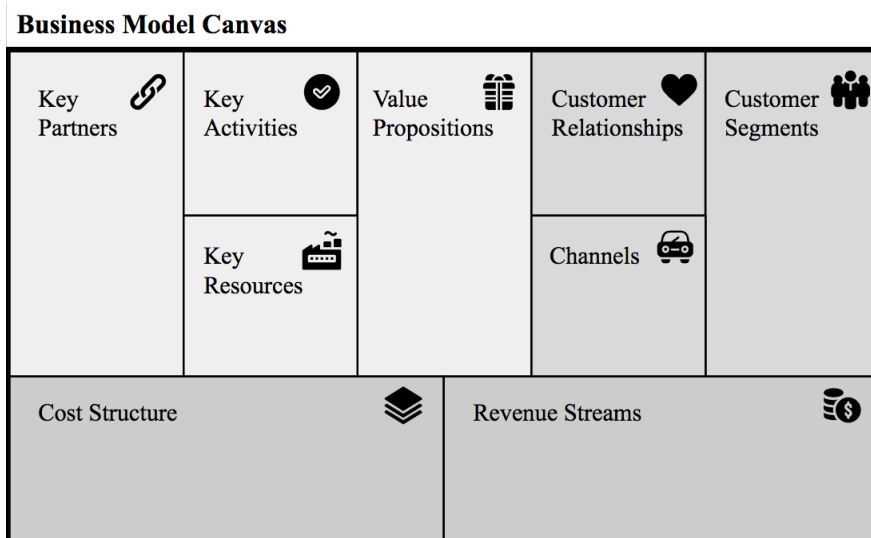 Business Model Canvas
Key
Partners
Key
Activities
Value
Propositions
Customer
Relationships
Customer
Segments
Key
Resources
Channels
Cost Structure
Revenue Streams
$